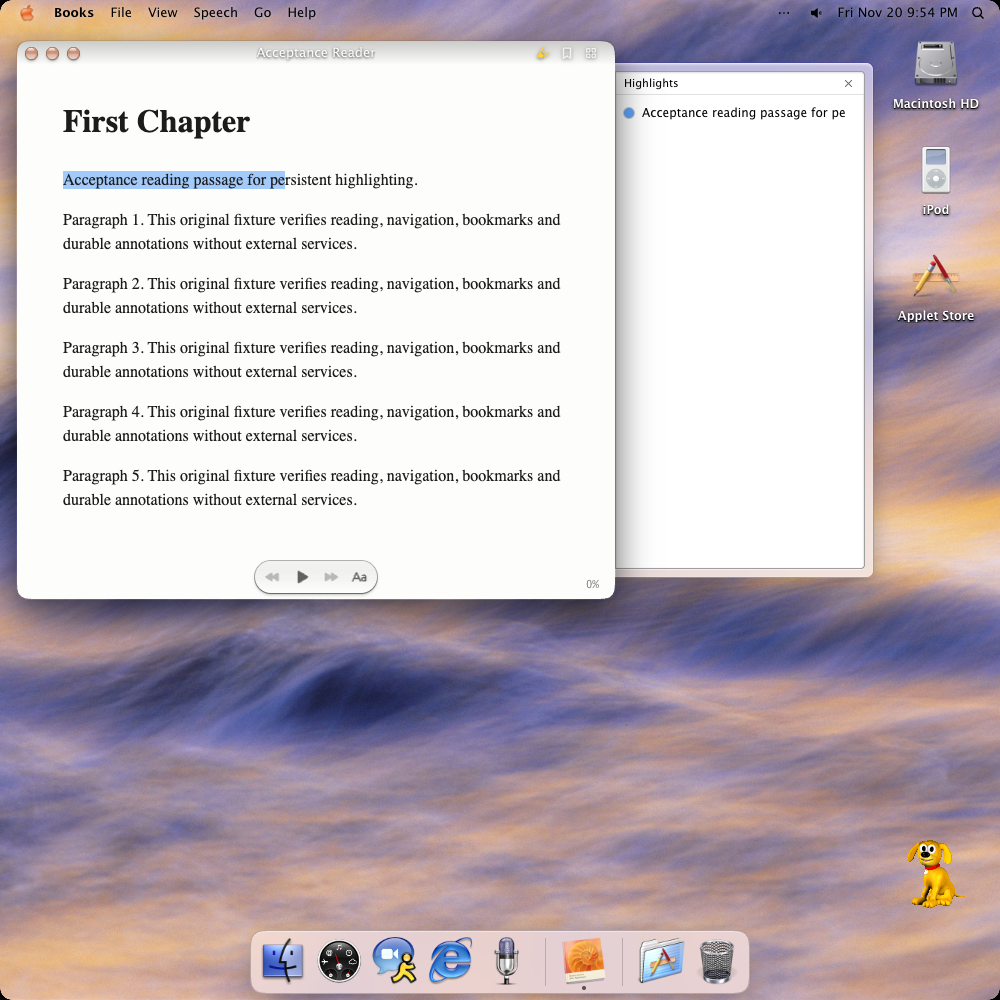 Books File View Speech Go Help
Fri Nov 20 9:54 PM
Acceptance Reader
First Chapter
Acceptance reading passage for persistent highlighting.
Paragraph 1. This original fixture verifies reading, navigation, bookmarks and
durable annotations without external services.
Paragraph 2. This original fixture verifies reading, navigation, bookmarks and
durable annotations without external services.
Paragraph 3. This original fixture verifies reading, navigation, bookmarks and
durable annotations without external services.
Paragraph 4. This original fixture verifies reading, navigation, bookmarks and
durable annotations without external services.
Paragraph 5. This original fixture verifies reading, navigation, bookmarks and
durable annotations without external services.
Aa
0%
Highlights
Acceptance reading passage for pe
Macintosh HD
iPod
Applet Store